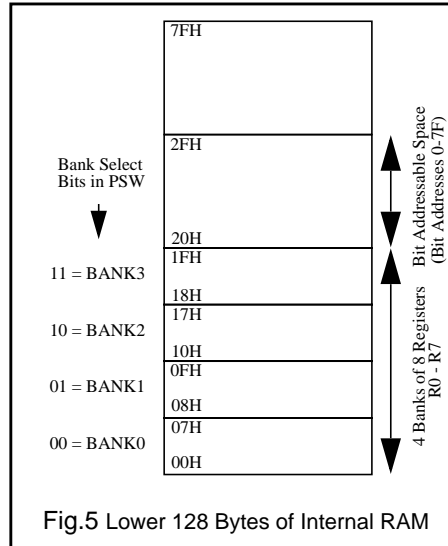 7FH
2FH
Bank Select
Bits in PSW
20H
1FH
11 = BANK3
18H
17H
10 = BANK2
10H
0FH
01 = BANK1
08H
07H
00 = BANK0
00H
Bit Addressable Space
(Bit Addresses 0-7F)
4 Banks of 8 Registers
R0 - R7
Fig.5 Lower 128 Bytes of Internal RAM